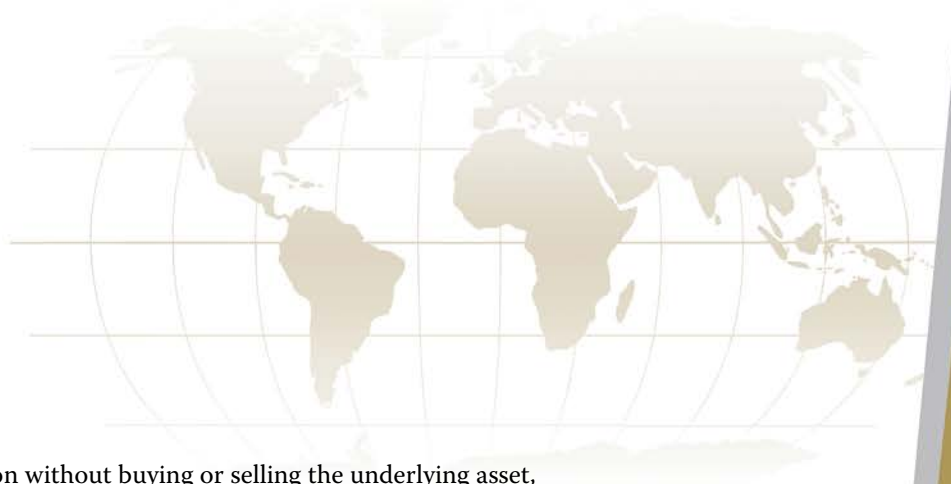 on without buying or selling the underlying asset,